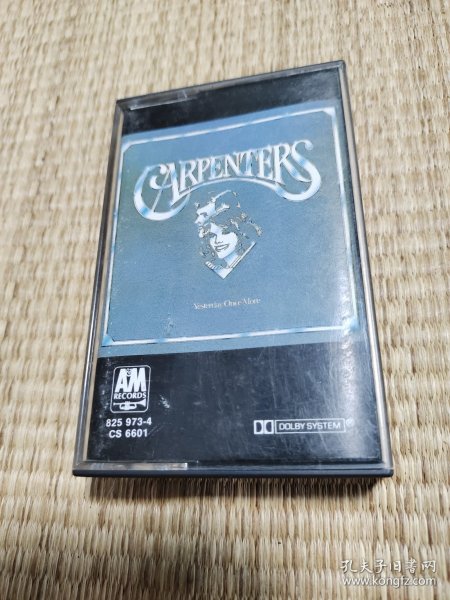 CARPENTERS
Yesterday Once More
A&M
RECORDS
825 973-4
CS 6601
DOLBY SYSTEM
孔夫子旧书网
www.kongfz.com